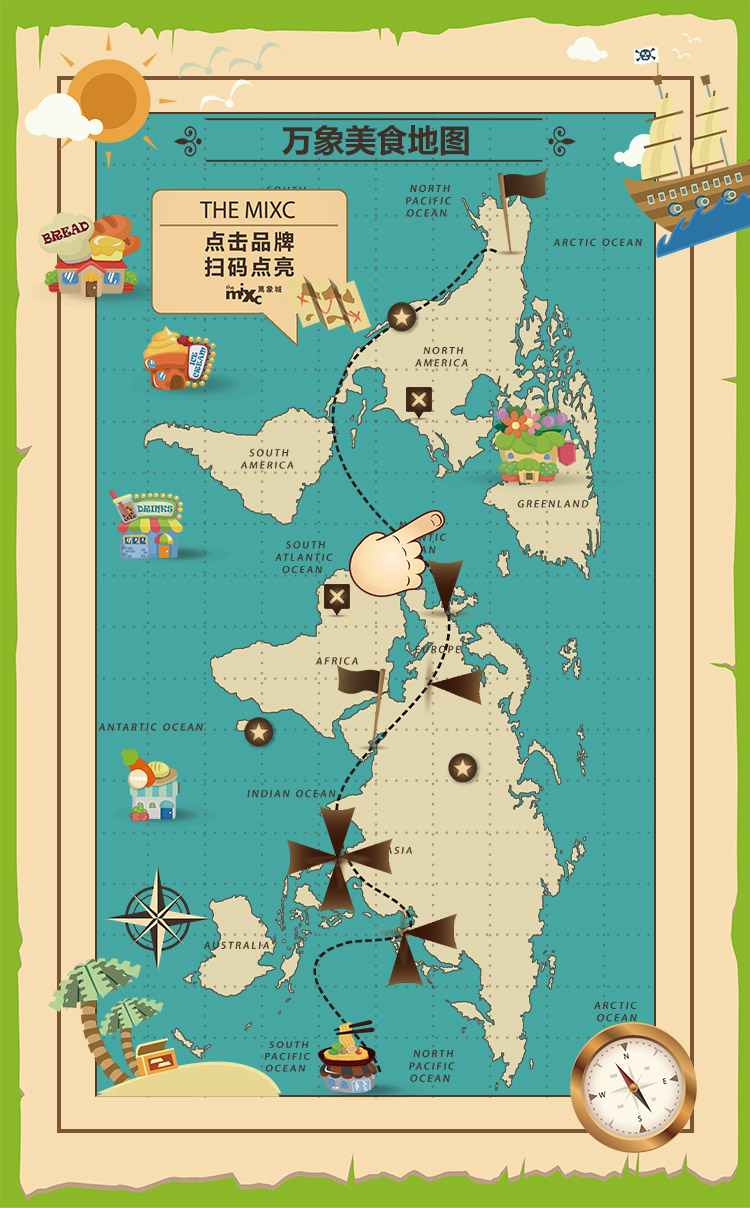 万象美食地图
SOUTH
NORTH
PACIFIC
OCEAN
ARCTIC OCEAN
BREAD
THE MIXC
点击品牌
扫码点亮
the mixc 萬象城
ICE
CREAM
NORTH
AMERICA
SOUTH
AMERICA
GREENLAND
DRINKS
SOUTH
ATLANTIC
OCEAN
EUROPE
AFRICA
ANTARTIC OCEAN
INDIAN OCEAN
ASIA
AUSTRALIA
ARCTIC
OCEAN
SOUTH
PACIFIC
OCEAN
NORTH
PACIFIC
OCEAN
N
W
E
S